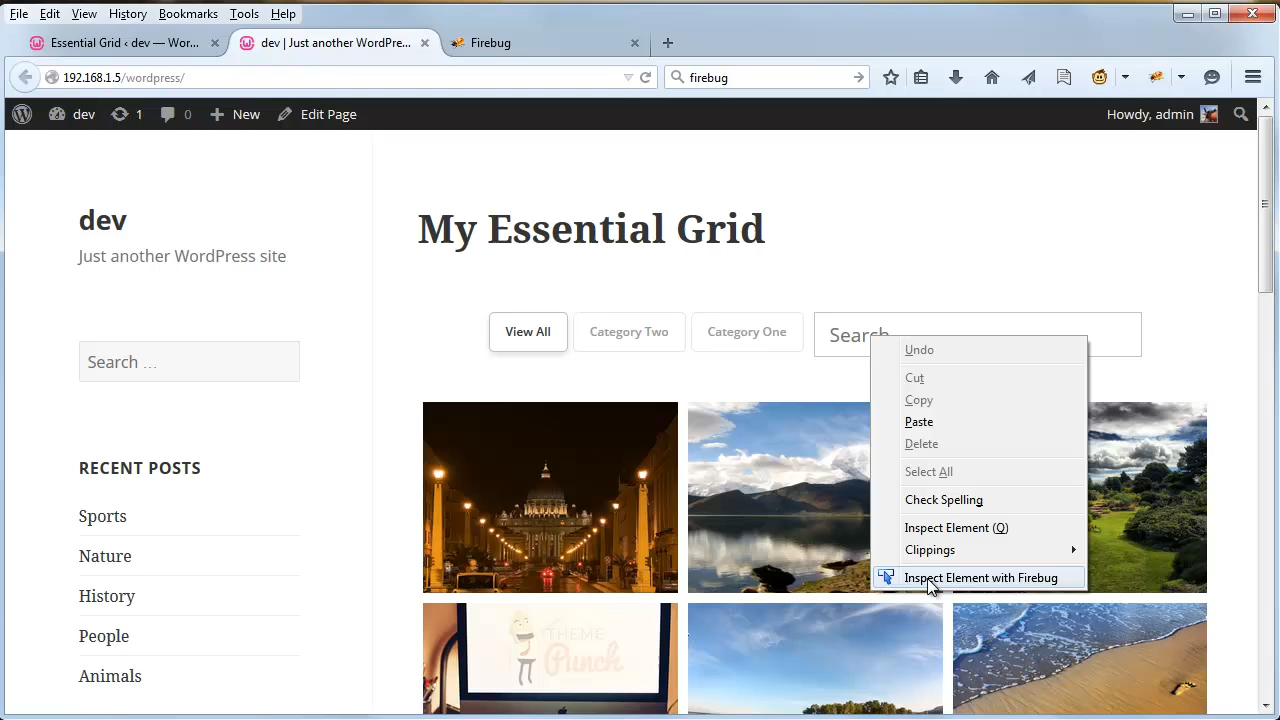 File Edit View History Bookmarks Tools Help
Essential Grid ‹ dev — Wor...
dev | Just another WordPre...
Firebug
192.168.1.5/wordpress/
firebug
dev 1 0 New Edit Page Howdy, admin
dev
Just another WordPress site
Search …
RECENT POSTS
Sports
Nature
History
People
Animals
My Essential Grid
View All Category Two Category One Search
Undo
Cut
Copy
Paste
Delete
Select All
Check Spelling
Inspect Element (Q)
Clippings
Inspect Element with Firebug
THEME
Punch